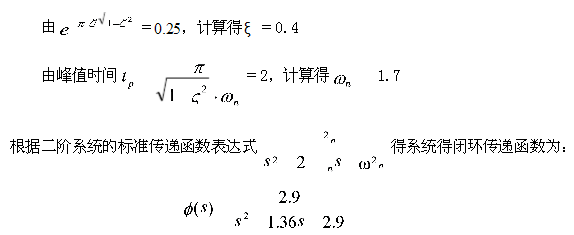 由 e^{π ζ √1−ζ²} =0.25，计算得ξ =0.4
由峰值时间 t_p π / √1 ς² · ω_n =2，计算得 ω_n 1.7
根据二阶系统的标准传递函数表达式 ²_n / s² 2 _n s ω²_n 得系统得闭环传递函数为：
ϕ(s) 2.9 / s² 1.36s 2.9